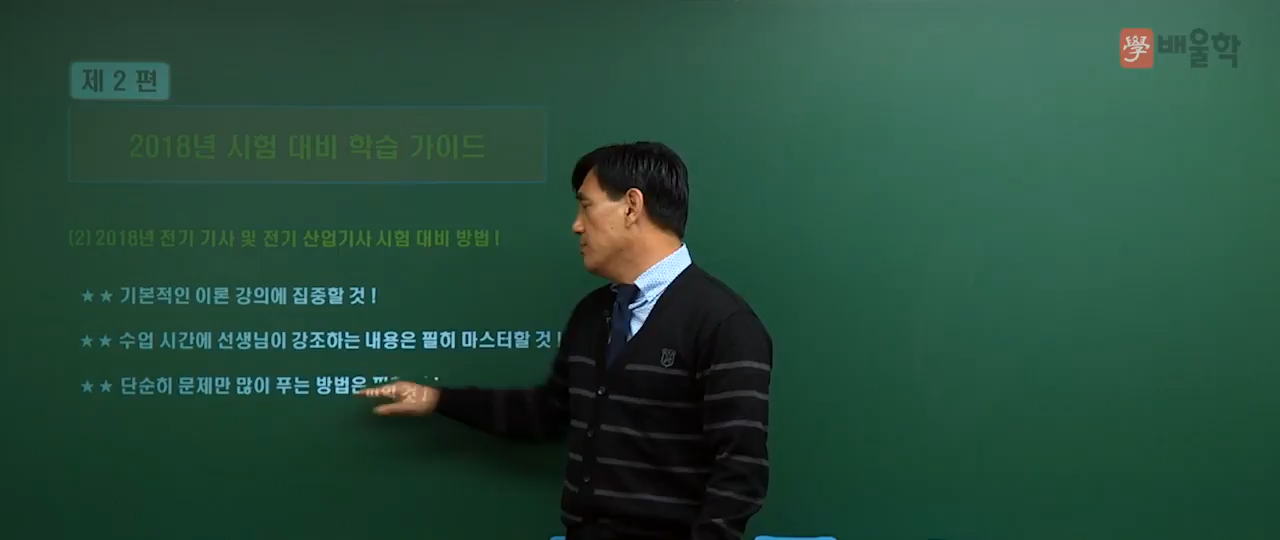 學 배울학
제 2 편
2018년 시험 대비 학습 가이드
(2) 2018년 전기 기사 및 전기 산업기사 시험 대비 방법 !
★ ★ 기본적인 이론 강의에 집중할 것 !
★ ★ 수업 시간에 선생님이 강조하는 내용은 필히 마스터할 것 !
★ ★ 단순히 문제만 많이 푸는 방법은 피할 것 !